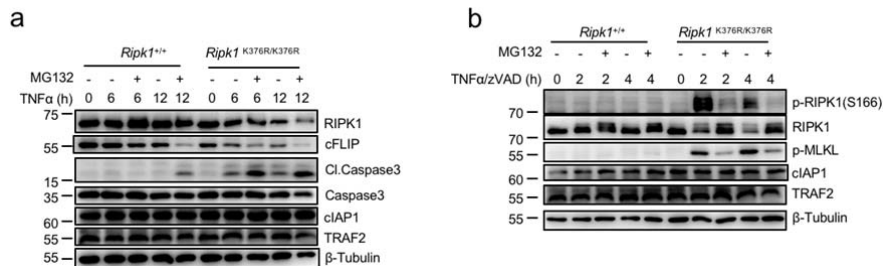 a
Ripk1+/+ Ripk1 K376R/K376R
MG132 - - + - + - - + - +
TNFα (h) 0 6 6 12 12 0 6 6 12 12
75 RIPK1
55 cFLIP
Cl.Caspase3
15
35 Caspase3
60 cIAP1
55 TRAF2
55 β-Tubulin
b
Ripk1+/+ Ripk1 K376R/K376R
MG132 - - + - + - - + - +
TNFα/zVAD (h) 0 2 2 4 4 0 2 2 4 4
70 p-RIPK1(S166)
70 RIPK1
55 p-MLKL
60 cIAP1
55 TRAF2
55 β-Tubulin